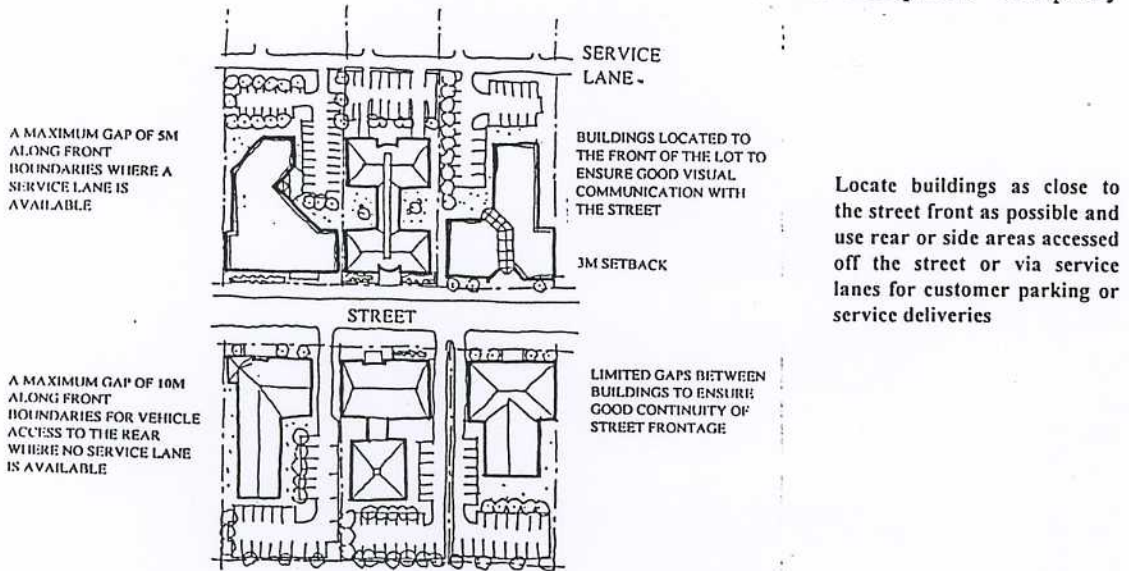 SERVICE
LANE
A MAXIMUM GAP OF 5M
ALONG FRONT
BOUNDARIES WHERE A
SERVICE LANE IS
AVAILABLE
BUILDINGS LOCATED TO
THE FRONT OF THE LOT TO
ENSURE GOOD VISUAL
COMMUNICATION WITH
THE STREET
3M SETBACK
Locate buildings as close to
the street front as possible and
use rear or side areas accessed
off the street or via service
lanes for customer parking or
service deliveries
STREET
A MAXIMUM GAP OF 10M
ALONG FRONT
BOUNDARIES FOR VEHICLE
ACCESS TO THE REAR
WHERE NO SERVICE LANE
IS AVAILABLE
LIMITED GAPS BETWEEN
BUILDINGS TO ENSURE
GOOD CONTINUITY OF
STREET FRONTAGE